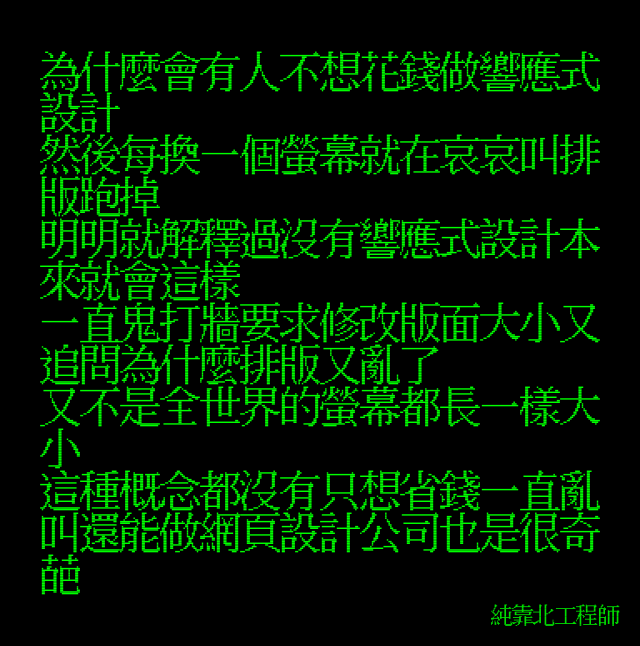 為什麼會有人不想花錢做響應式
設計
然後每換一個螢幕就在哀哀叫排
版跑掉
明明就解釋過沒有響應式設計本
來就會這樣
一直鬼打牆要求修改版面大小又
追問為什麼排版又亂了
又不是全世界的螢幕都長一樣大
小
這種概念都沒有只想省錢一直亂
叫還能做網頁設計公司也是很奇
葩
純靠北工程師